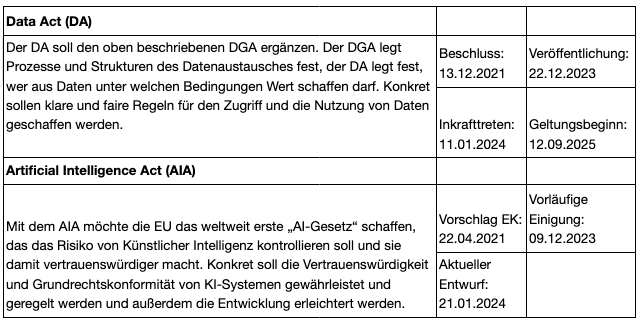 Data Act (DA)
Der DA soll den oben beschriebenen DGA ergänzen. Der DGA legt
Prozesse und Strukturen des Datenaustausches fest, der DA legt fest,
wer aus Daten unter welchen Bedingungen Wert schaffen darf. Konkret
sollen klare und faire Regeln für den Zugriff und die Nutzung von Daten
geschaffen werden.
Beschluss:
13.12.2021
Veröffentlichung:
22.12.2023
Inkrafttreten:
11.01.2024
Geltungsbeginn:
12.09.2025
Artificial Intelligence Act (AIA)
Mit dem AIA möchte die EU das weltweit erste „AI-Gesetz“ schaffen,
das das Risiko von Künstlicher Intelligenz kontrollieren soll und sie
damit vertrauenswürdiger macht. Konkret soll die Vertrauenswürdigkeit
und Grundrechtskonformität von KI-Systemen gewährleistet und
geregelt werden und außerdem die Entwicklung erleichtert werden.
Vorschlag EK:
22.04.2021
Vorläufige
Einigung:
09.12.2023
Aktueller
Entwurf:
21.01.2024